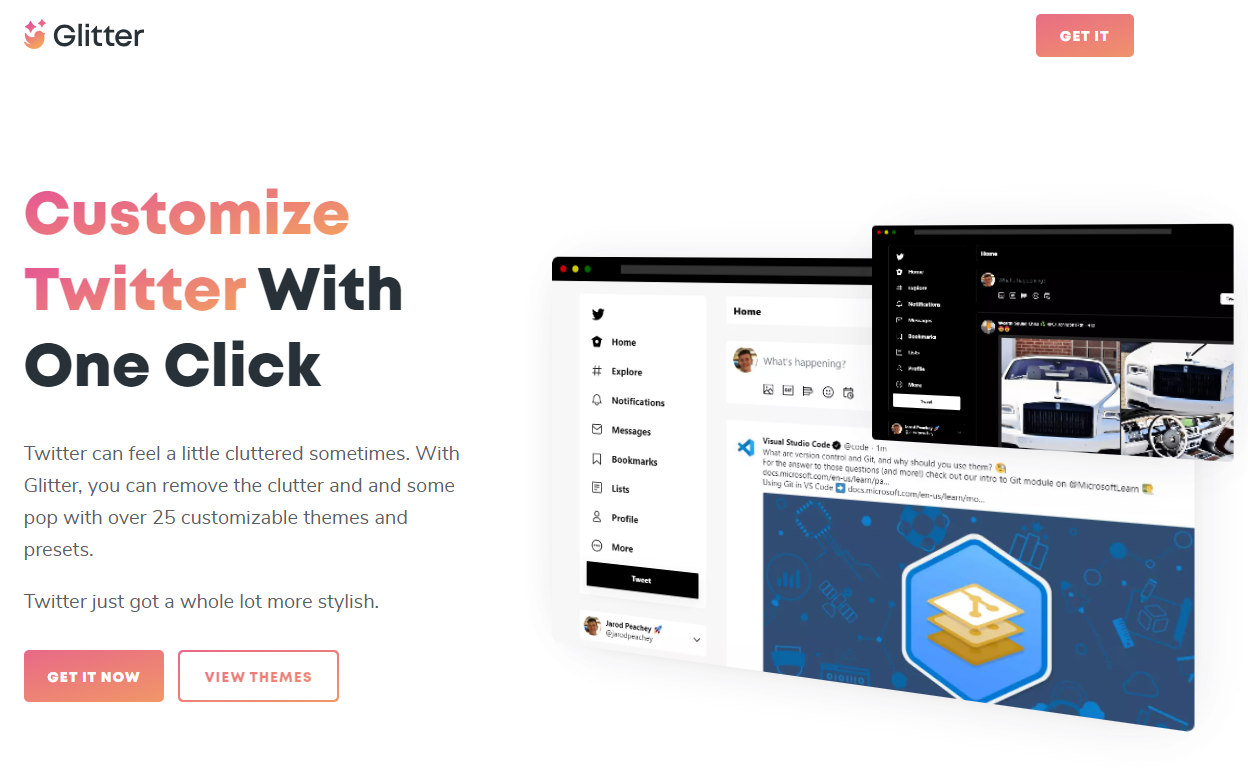 Glitter
GET IT
Customize
Twitter With
One Click
Twitter can feel a little cluttered sometimes. With
Glitter, you can remove the clutter and and some
pop with over 25 customizable themes and
presets.
Twitter just got a whole lot more stylish.
GET IT NOW
VIEW THEMES
Home
Explore
Notifications
Messages
Bookmarks
Lists
Profile
More
Tweet
Jarod Peachey 🚀
@jarodpeachey
Home
What's happening?
GIF
Visual Studio Code @code · 1m
What are version control and Git, and why should you use them? 🧐
For the answer to those questions (and more!) check out our intro to Git module on @MicrosoftLearn
docs.microsoft.com/en-us/learn/pa...
Using Git in VS Code ➡️ docs.microsoft.com/en-us/learn/mo...
Home
Explore
Notifications
Messages
Bookmarks
Lists
Profile
More
Tweet
Jarod Peachey 🚀
Home
What's happening?